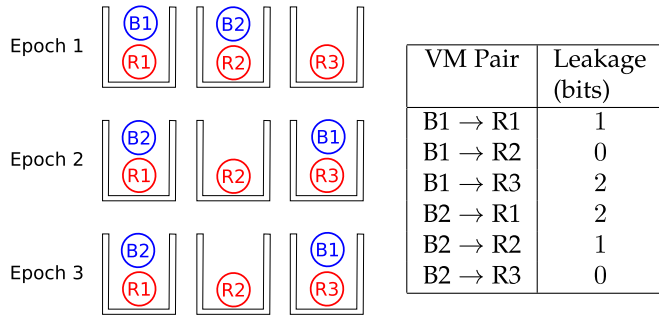 Epoch 1
B1 B2
R1 R2 R3
Epoch 2
B2 B1
R1 R2 R3
Epoch 3
B2 B1
R1 R2 R3
VM Pair Leakage
(bits)
B1 → R1 1
B1 → R2 0
B1 → R3 2
B2 → R1 2
B2 → R2 1
B2 → R3 0